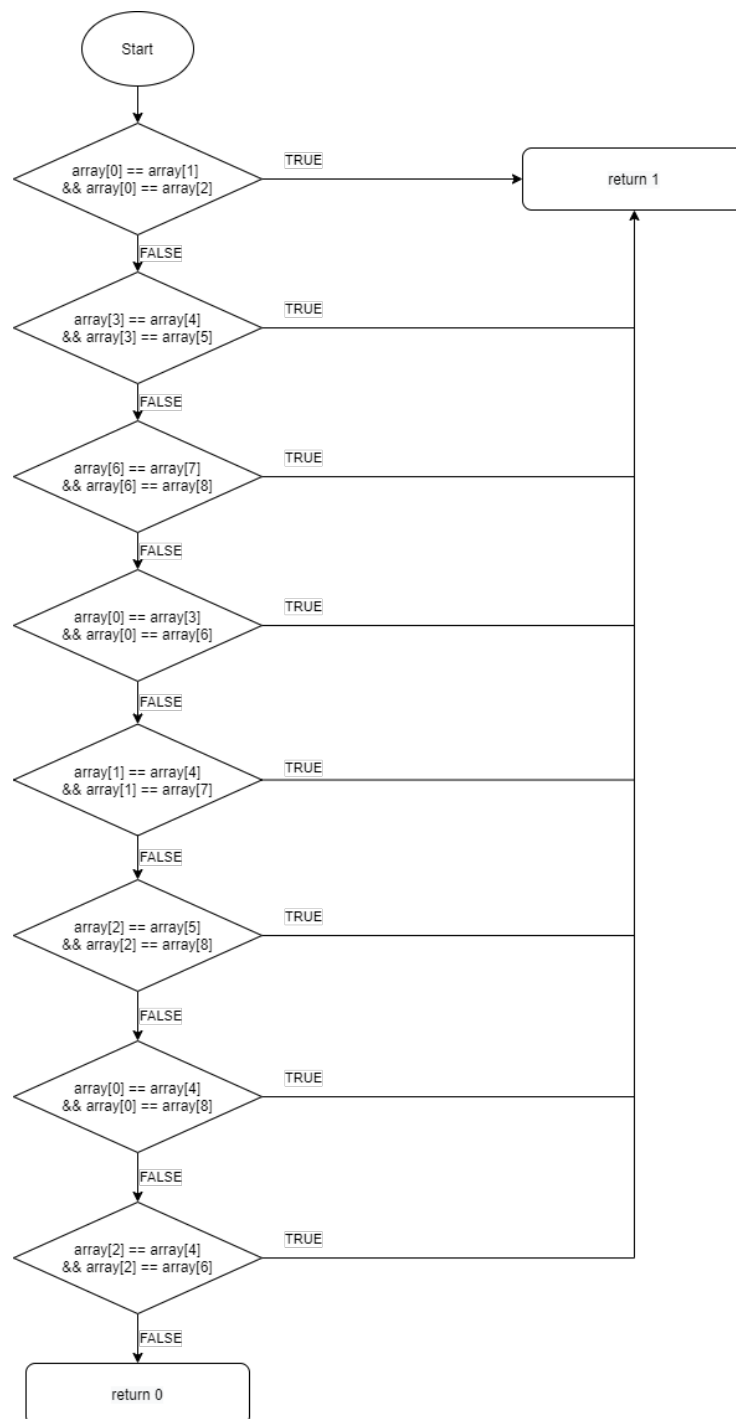 Start
array[0] == array[1]
&& array[0] == array[2]
TRUE
return 1
FALSE
array[3] == array[4]
&& array[3] == array[5]
TRUE
FALSE
array[6] == array[7]
&& array[6] == array[8]
TRUE
FALSE
array[0] == array[3]
&& array[0] == array[6]
TRUE
FALSE
array[1] == array[4]
&& array[1] == array[7]
TRUE
FALSE
array[2] == array[5]
&& array[2] == array[8]
TRUE
FALSE
array[0] == array[4]
&& array[0] == array[8]
TRUE
FALSE
array[2] == array[4]
&& array[2] == array[6]
TRUE
FALSE
return 0